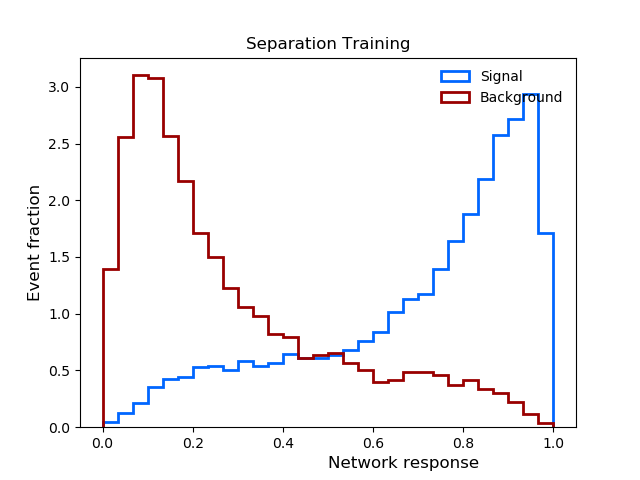 Separation Training
Signal
Background
3.0
2.5
2.0
1.5
1.0
0.5
0.0
Event fraction
0.0 0.2 0.4 0.6 0.8 1.0
Network response